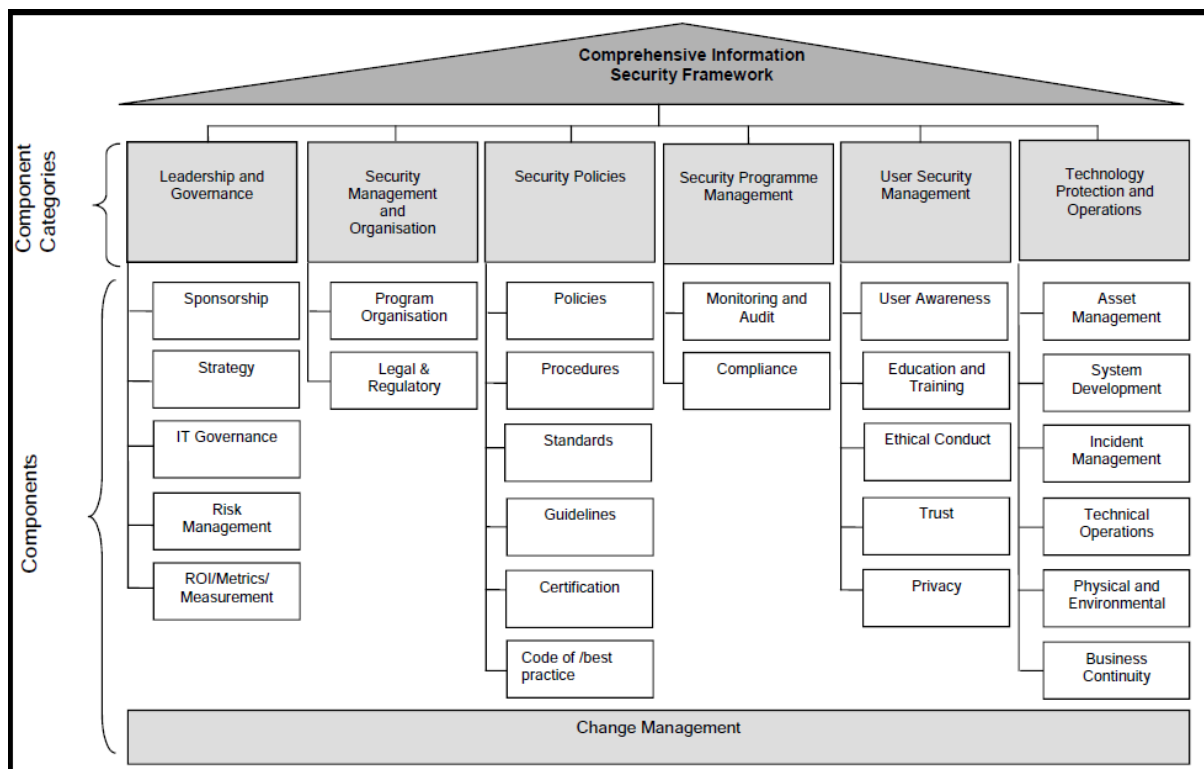 Comprehensive Information
Security Framework
Component
Categories
Leadership and
Governance
Security
Management
and
Organisation
Security Policies
Security Programme
Management
User Security
Management
Technology
Protection and
Operations
Components
Sponsorship
Strategy
IT Governance
Risk
Management
ROI/Metrics/
Measurement
Program
Organisation
Legal &
Regulatory
Policies
Procedures
Standards
Guidelines
Certification
Code of /best
practice
Monitoring and
Audit
Compliance
User Awareness
Education and
Training
Ethical Conduct
Trust
Privacy
Asset
Management
System
Development
Incident
Management
Technical
Operations
Physical and
Environmental
Business
Continuity
Change Management